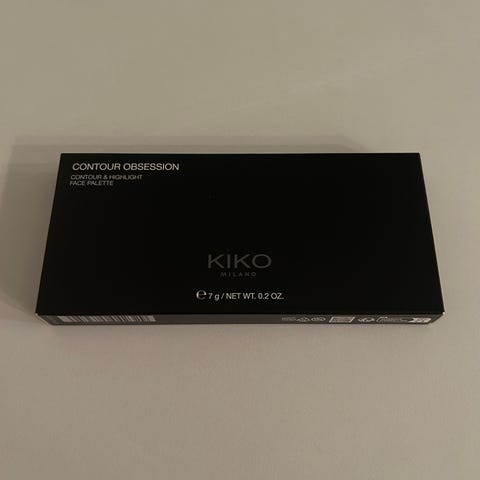 CONTOUR OBSESSION
CONTOUR & HIGHLIGHT
FACE PALETTE
KIKO
MILANO
℮ 7 g / NET WT. 0.2 OZ.